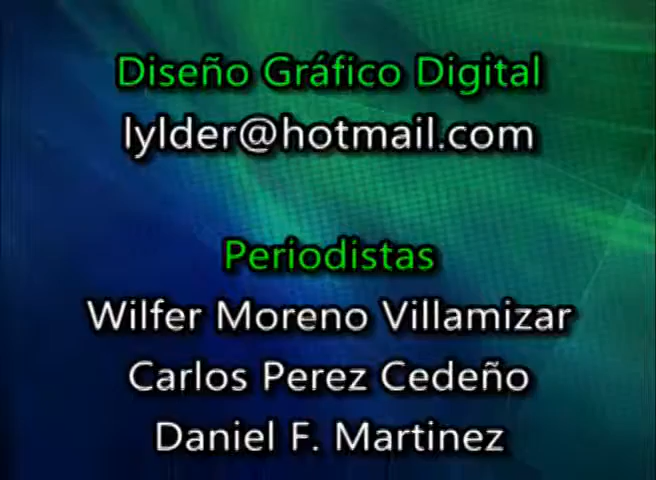 Diseño Gráfico Digital
lylder@hotmail.com
Periodistas
Wilfer Moreno Villamizar
Carlos Perez Cedeño
Daniel F. Martinez